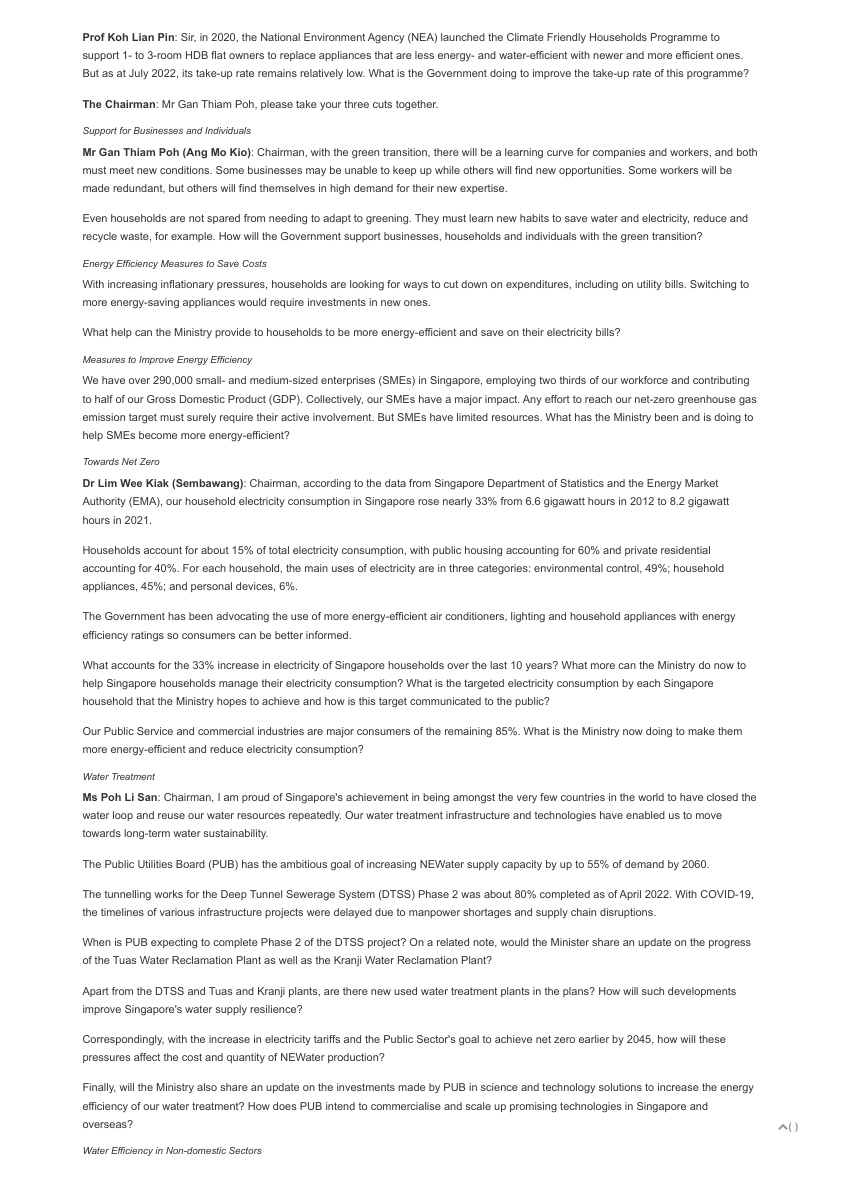 Prof Koh Lian Pin: Sir, in 2020, the National Environment Agency (NEA) launched the Climate Friendly Households Programme to
support 1- to 3-room HDB flat owners to replace appliances that are less energy- and water-efficient with newer and more efficient ones.
But as at July 2022, its take-up rate remains relatively low. What is the Government doing to improve the take-up rate of this programme?
The Chairman: Mr Gan Thiam Poh, please take your three cuts together.
Support for Businesses and Individuals
Mr Gan Thiam Poh (Ang Mo Kio): Chairman, with the green transition, there will be a learning curve for companies and workers, and both
must meet new conditions. Some businesses may be unable to keep up while others will find new opportunities. Some workers will be
made redundant, but others will find themselves in high demand for their new expertise.
Even households are not spared from needing to adapt to greening. They must learn new habits to save water and electricity, reduce and
recycle waste, for example. How will the Government support businesses, households and individuals with the green transition?
Energy Efficiency Measures to Save Costs
With increasing inflationary pressures, households are looking for ways to cut down on expenditures, including on utility bills. Switching to
more energy-saving appliances would require investments in new ones.
What help can the Ministry provide to households to be more energy-efficient and save on their electricity bills?
Measures to Improve Energy Efficiency
We have over 290,000 small- and medium-sized enterprises (SMEs) in Singapore, employing two thirds of our workforce and contributing
to half of our Gross Domestic Product (GDP). Collectively, our SMEs have a major impact. Any effort to reach our net-zero greenhouse gas
emission target must surely require their active involvement. But SMEs have limited resources. What has the Ministry been and is doing to
help SMEs become more energy-efficient?
Towards Net Zero
Dr Lim Wee Kiak (Sembawang): Chairman, according to the data from Singapore Department of Statistics and the Energy Market
Authority (EMA), our household electricity consumption in Singapore rose nearly 33% from 6.6 gigawatt hours in 2012 to 8.2 gigawatt
hours in 2021.
Households account for about 15% of total electricity consumption, with public housing accounting for 60% and private residential
accounting for 40%. For each household, the main uses of electricity are in three categories: environmental control, 49%; household
appliances, 45%; and personal devices, 6%.
The Government has been advocating the use of more energy-efficient air conditioners, lighting and household appliances with energy
efficiency ratings so consumers can be better informed.
What accounts for the 33% increase in electricity of Singapore households over the last 10 years? What more can the Ministry do now to
help Singapore households manage their electricity consumption? What is the targeted electricity consumption by each Singapore
household that the Ministry hopes to achieve and how is this target communicated to the public?
Our Public Service and commercial industries are major consumers of the remaining 85%. What is the Ministry now doing to make them
more energy-efficient and reduce electricity consumption?
Water Treatment
Ms Poh Li San: Chairman, I am proud of Singapore's achievement in being amongst the very few countries in the world to have closed the
water loop and reuse our water resources repeatedly. Our water treatment infrastructure and technologies have enabled us to move
towards long-term water sustainability.
The Public Utilities Board (PUB) has the ambitious goal of increasing NEWater supply capacity by up to 55% of demand by 2060.
The tunnelling works for the Deep Tunnel Sewerage System (DTSS) Phase 2 was about 80% completed as of April 2022. With COVID-19,
the timelines of various infrastructure projects were delayed due to manpower shortages and supply chain disruptions.
When is PUB expecting to complete Phase 2 of the DTSS project? On a related note, would the Minister share an update on the progress
of the Tuas Water Reclamation Plant as well as the Kranji Water Reclamation Plant?
Apart from the DTSS and Tuas and Kranji plants, are there new used water treatment plants in the plans? How will such developments
improve Singapore's water supply resilience?
Correspondingly, with the increase in electricity tariffs and the Public Sector's goal to achieve net zero earlier by 2045, how will these
pressures affect the cost and quantity of NEWater production?
Finally, will the Ministry also share an update on the investments made by PUB in science and technology solutions to increase the energy
efficiency of our water treatment? How does PUB intend to commercialise and scale up promising technologies in Singapore and
overseas?
( )
Water Efficiency in Non-domestic Sectors